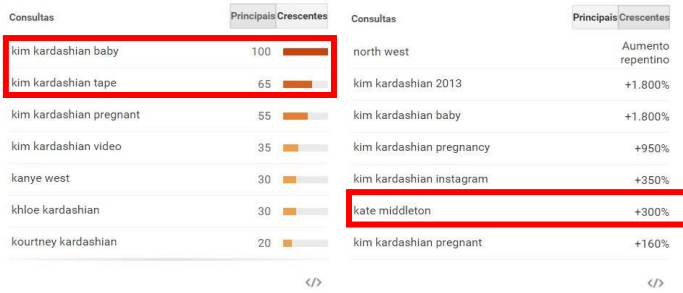 Consultas Principais Crescentes
kim kardashian baby 100
kim kardashian tape 65
kim kardashian pregnant 55
kim kardashian video 35
kanye west 30
khloe kardashian 30
kourtney kardashian 20
</>
Consultas Principais Crescentes
north west Aumento
repentino
kim kardashian 2013 +1.800%
kim kardashian baby +1.800%
kim kardashian pregnancy +950%
kim kardashian instagram +350%
kate middleton +300%
kim kardashian pregnant +160%
</>